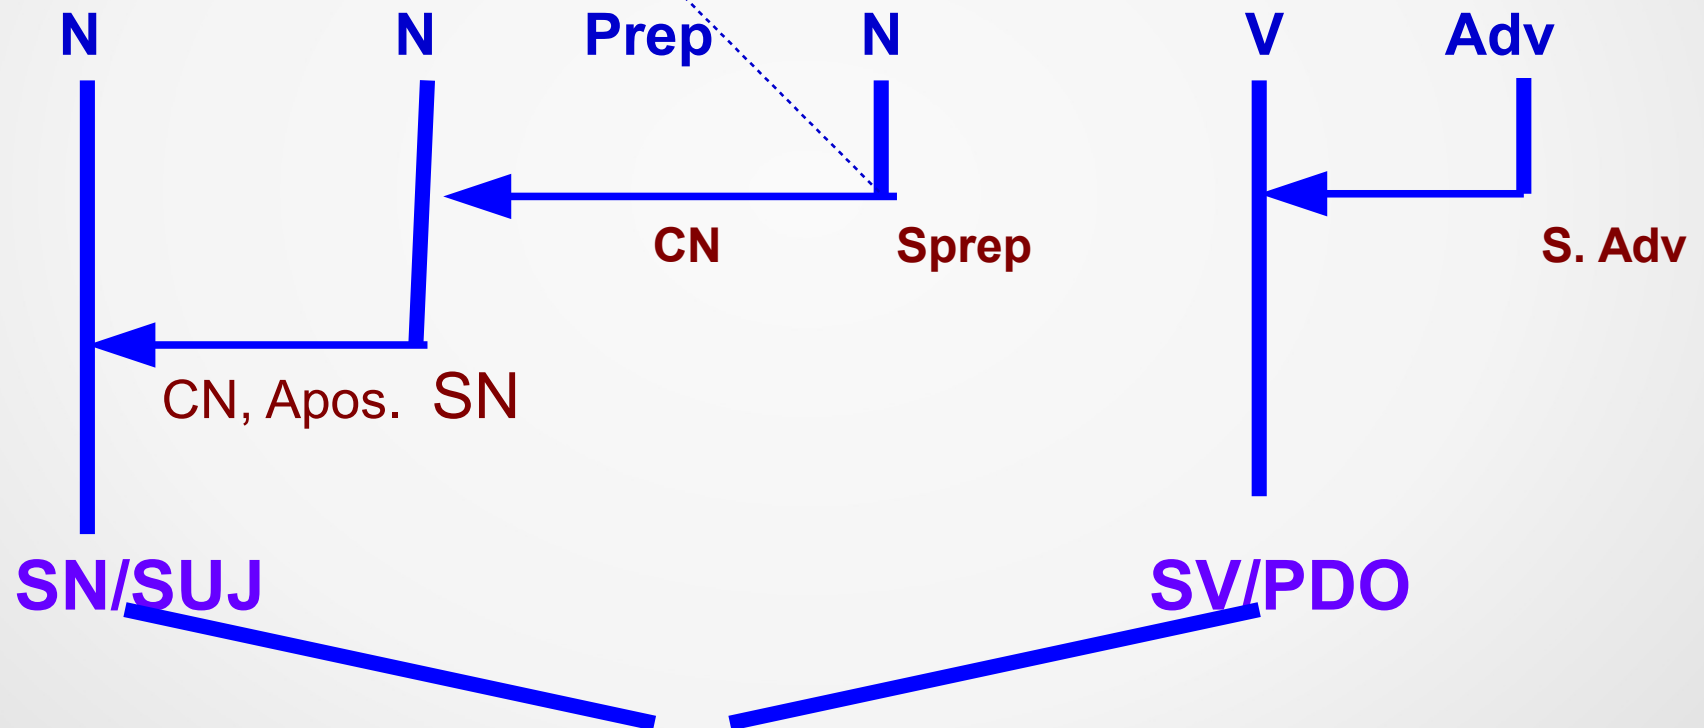 N N Prep N V Adv
CN Sprep S. Adv
CN, Apos. SN
SN/SUJ SV/PDO